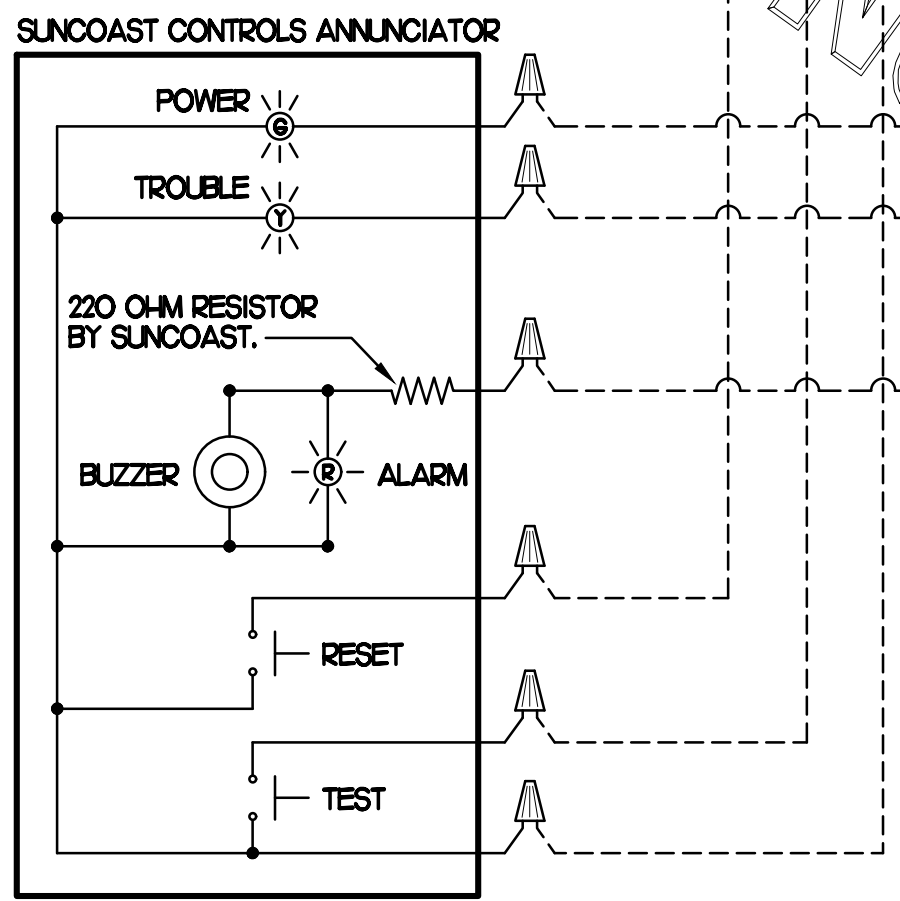 SUNCOAST CONTROLS ANNUNCIATOR
POWER
G
TROUBLE
Y
220 OHM RESISTOR
BY SUNCOAST.
BUZZER
R
ALARM
RESET
TEST